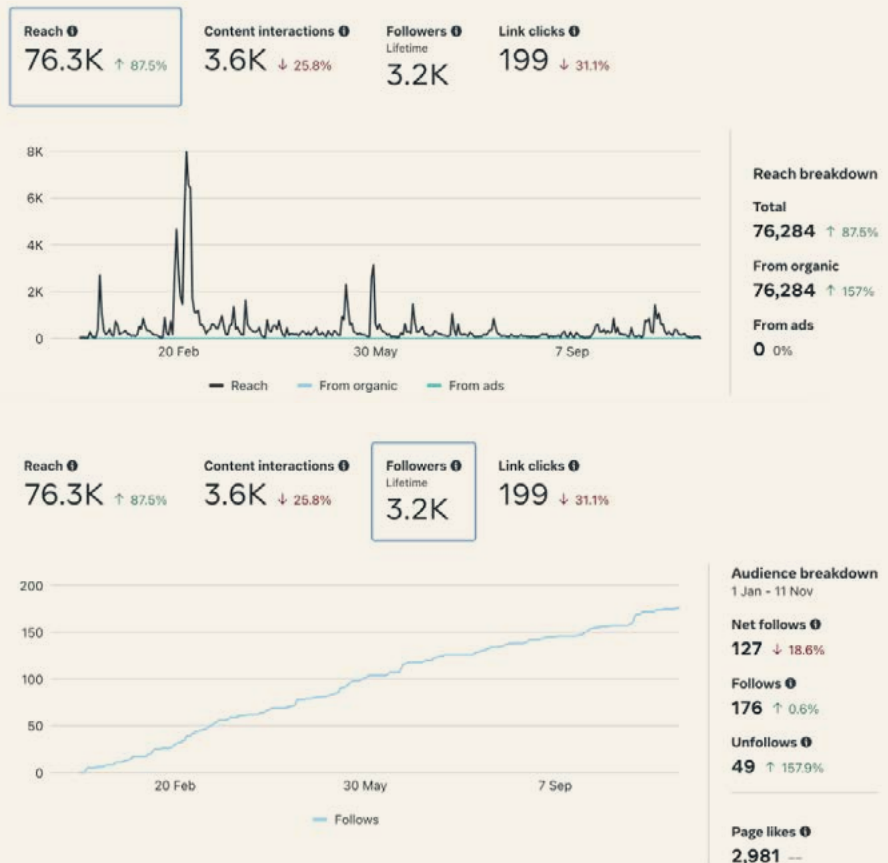 Reach
76.3K ↑ 87.5%
Content interactions
3.6K ↓ 25.8%
Followers
Lifetime
3.2K
Link clicks
199 ↓ 31.1%
8K
6K
4K
2K
0
20 Feb 30 May 7 Sep
Reach From organic From ads
Reach breakdown
Total
76,284 ↑ 87.5%
From organic
76,284 ↑ 157%
From ads
0 0%
Reach
76.3K ↑ 87.5%
Content interactions
3.6K ↓ 25.8%
Followers
Lifetime
3.2K
Link clicks
199 ↓ 31.1%
200
150
100
50
0
20 Feb 30 May 7 Sep
Follows
Audience breakdown
1 Jan - 11 Nov
Net follows
127 ↓ 18.6%
Follows
176 ↑ 0.6%
Unfollows
49 ↑ 157.9%
Page likes
2,981 --